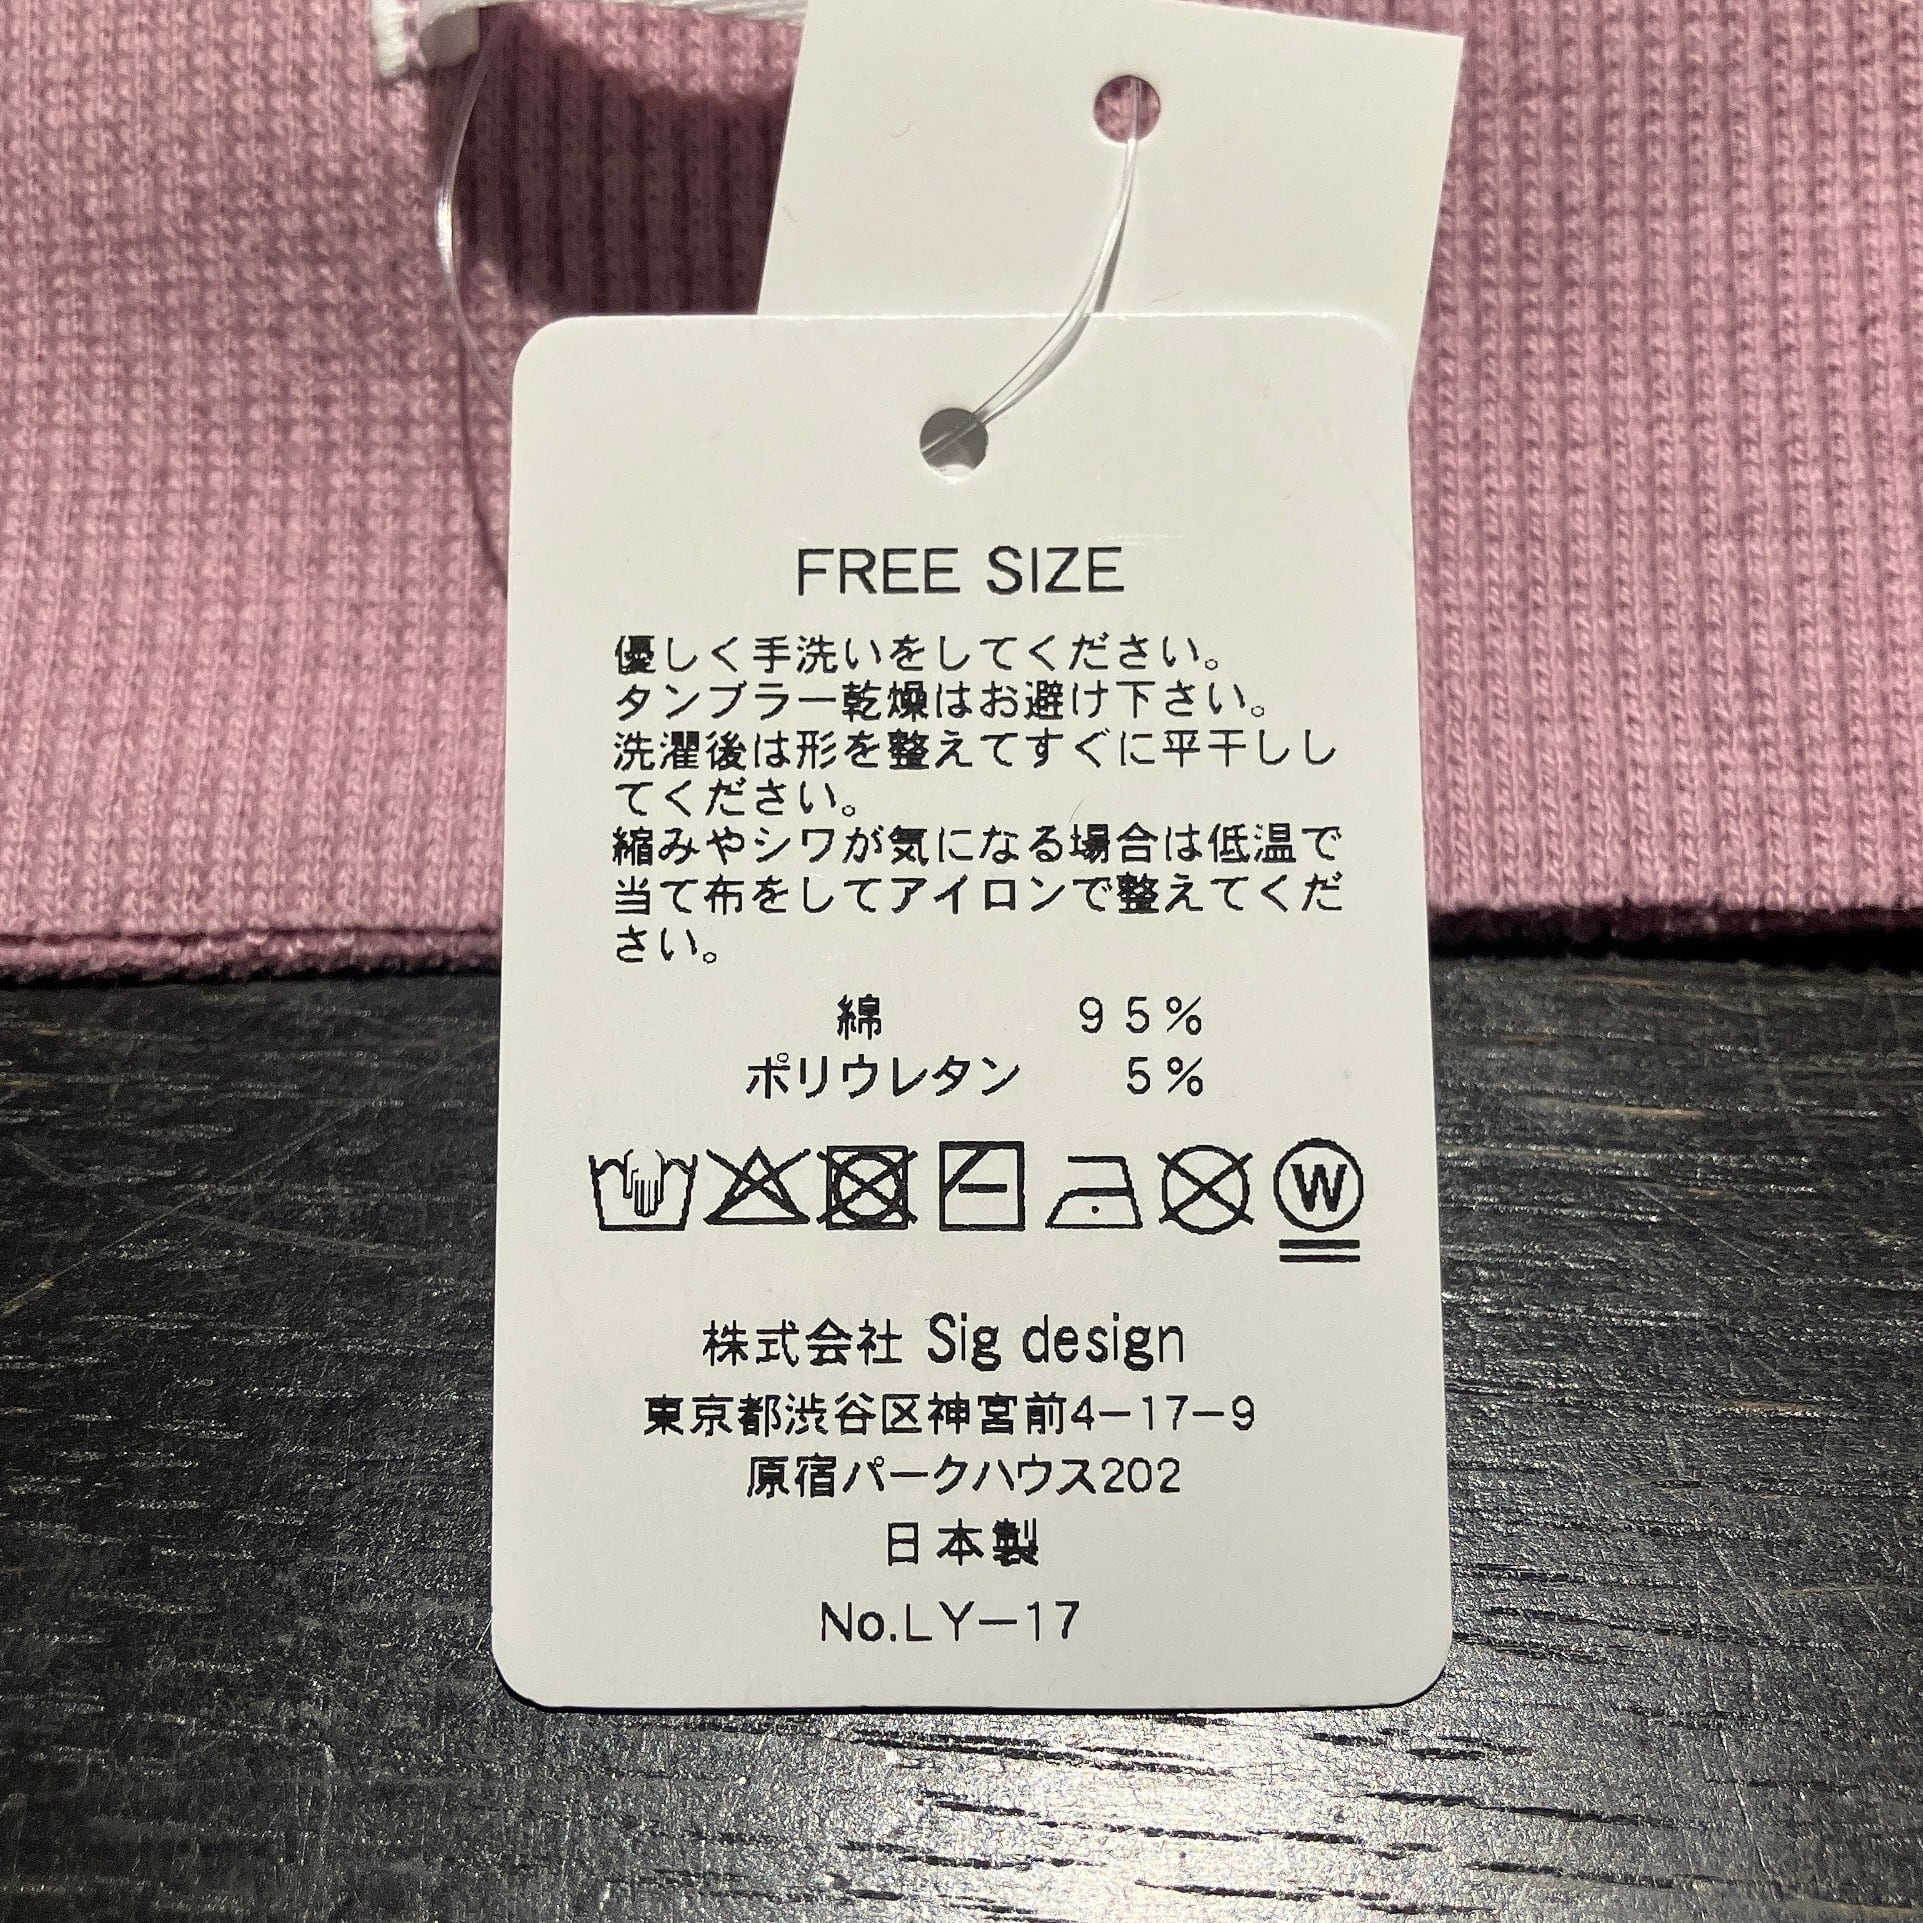 FREE SIZE
優しく手洗いをしてください。
タンブラー乾燥はお避け下さい。
洗濯後は形を整えてすぐに平干しし
てください。
縮みやシワが気になる場合は低温で
当て布をしてアイロンで整えてくだ
さい。
綿 95%
ポリウレタン 5%
W
株式会社 Sig design
東京都渋谷区神宮前4-17-9
原宿パークハウス202
日本製
No.LY-17